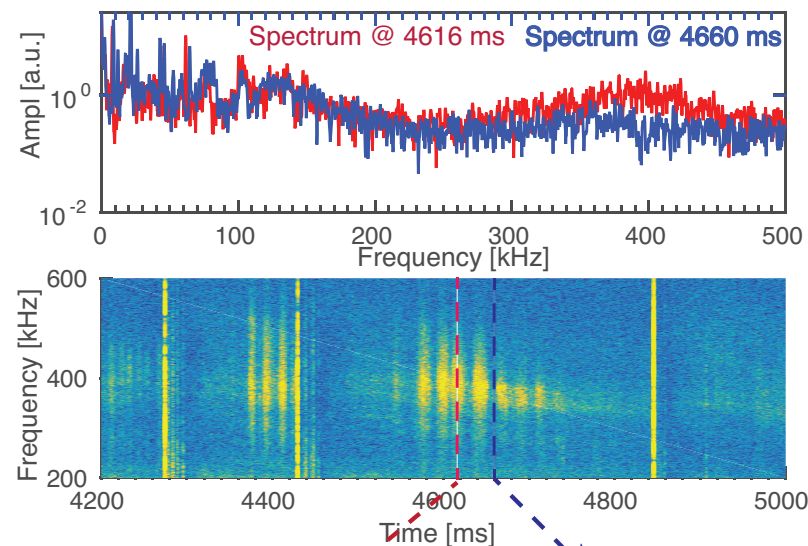 Spectrum @ 4616 ms Spectrum @ 4660 ms
Ampl [a.u.]
10^0
10^-2
0 100 200 300 400 500
Frequency [kHz]
600
400
200
Frequency [kHz]
4200 4400 4600 4800 5000
Time [ms]